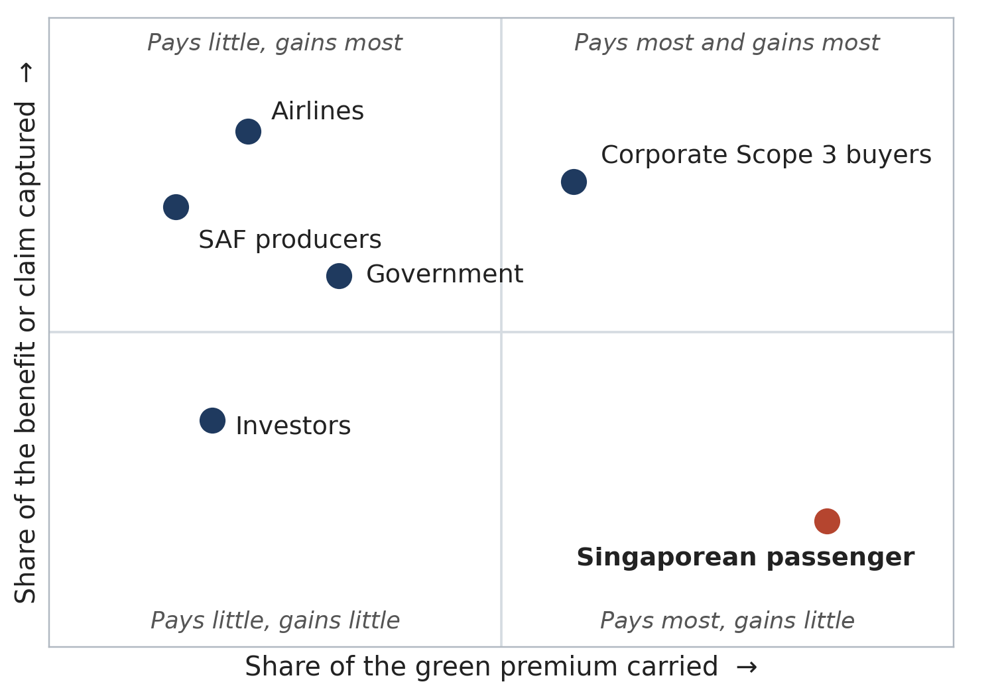 Pays little, gains most
Pays most and gains most
Airlines
Corporate Scope 3 buyers
SAF producers
Government
Investors
Singaporean passenger
Pays little, gains little
Pays most, gains little
Share of the green premium carried →
Share of the benefit or claim captured →